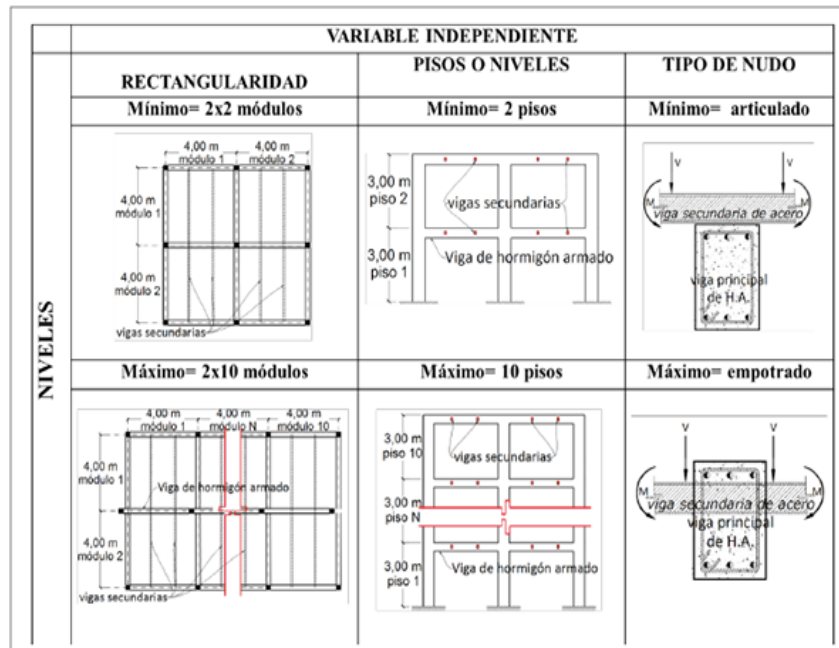 VARIABLE INDEPENDIENTE
RECTANGULARIDAD
PISOS O NIVELES
TIPO DE NUDO
NIVELES
Mínimo= 2x2 módulos
Mínimo= 2 pisos
Mínimo= articulado
4,00 m 4,00 m
módulo 1 módulo 2
4,00 m
módulo 1
4,00 m
módulo 2
vigas secundarias
3,00 m
piso 2
vigas secundarias
3,00 m
piso 1
Viga de hormigón armado
V V
M M
viga secundaria de acero
viga principal
de H.A.
Máximo= 2x10 módulos
Máximo= 10 pisos
Máximo= empotrado
4,00 m 4,00 m 4,00 m
módulo 1 módulo N módulo 10
4,00 m
módulo 1
Viga de hormigón armado
4,00 m
módulo 2
vigas secundarias
3,00 m
piso 10
vigas secundarias
3,00 m
piso N
3,00 m
piso 1
Viga de hormigón armado
V V
M M
viga secundaria de acero
viga principal
de H.A.